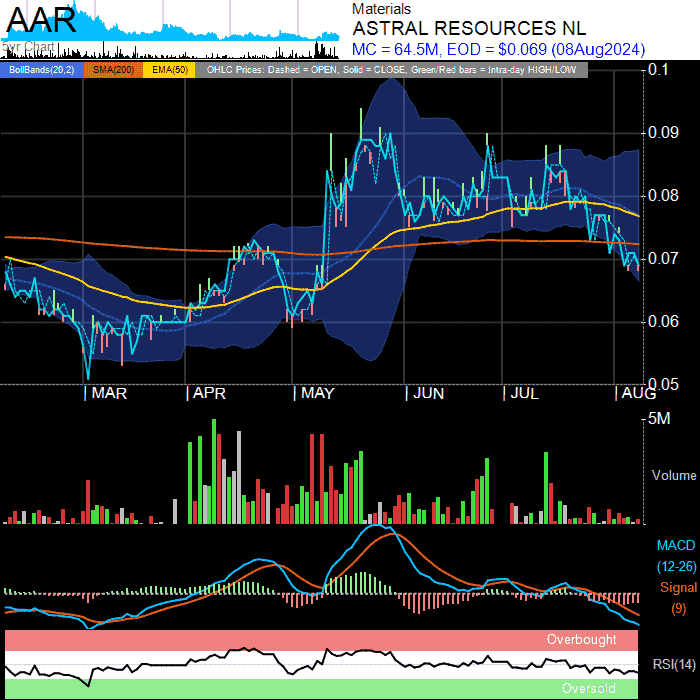 AAR
5yr Chart
Materials
ASTRAL RESOURCES NL
MC = 64.5M, EOD = $0.069 (08Aug2024)
BollBands(20,2) SMA(200) EMA(50) OHLC Prices: Dashed = OPEN, Solid = CLOSE, Green/Red bars = Intra-day HIGH/LOW
0.1
0.09
0.08
0.07
0.06
0.05
MAR APR MAY JUN JUL AUG
5M
Volume
MACD
(12-26)
Signal
(9)
Overbought
RSI(14)
Oversold